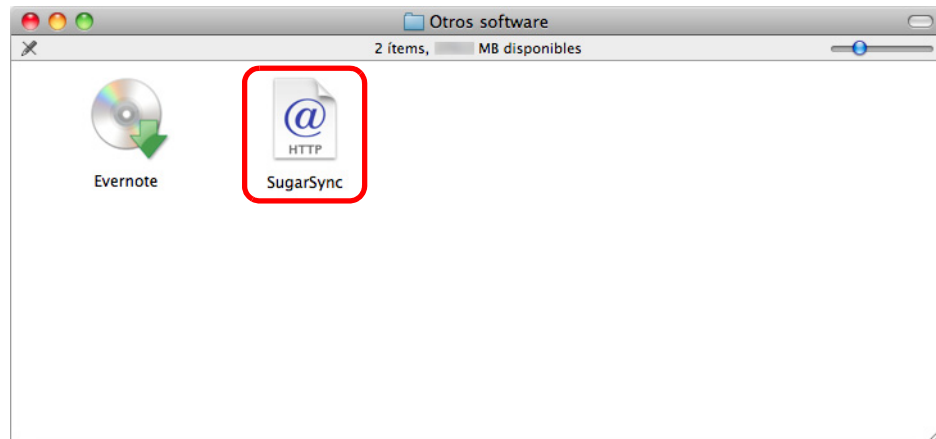 Otros software
2 ítems, MB disponibles
@
HTTP
Evernote
SugarSync